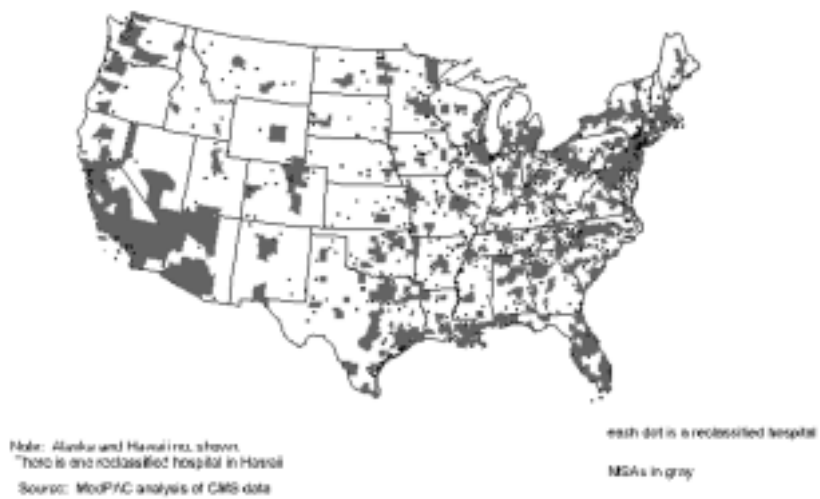 Note: Alaska and Hawaii not shown.
There is one reclassified hospital in Hawaii
Source: MedPAC analysis of CMS data
each dot is a reclassified hospital
MSAs in gray